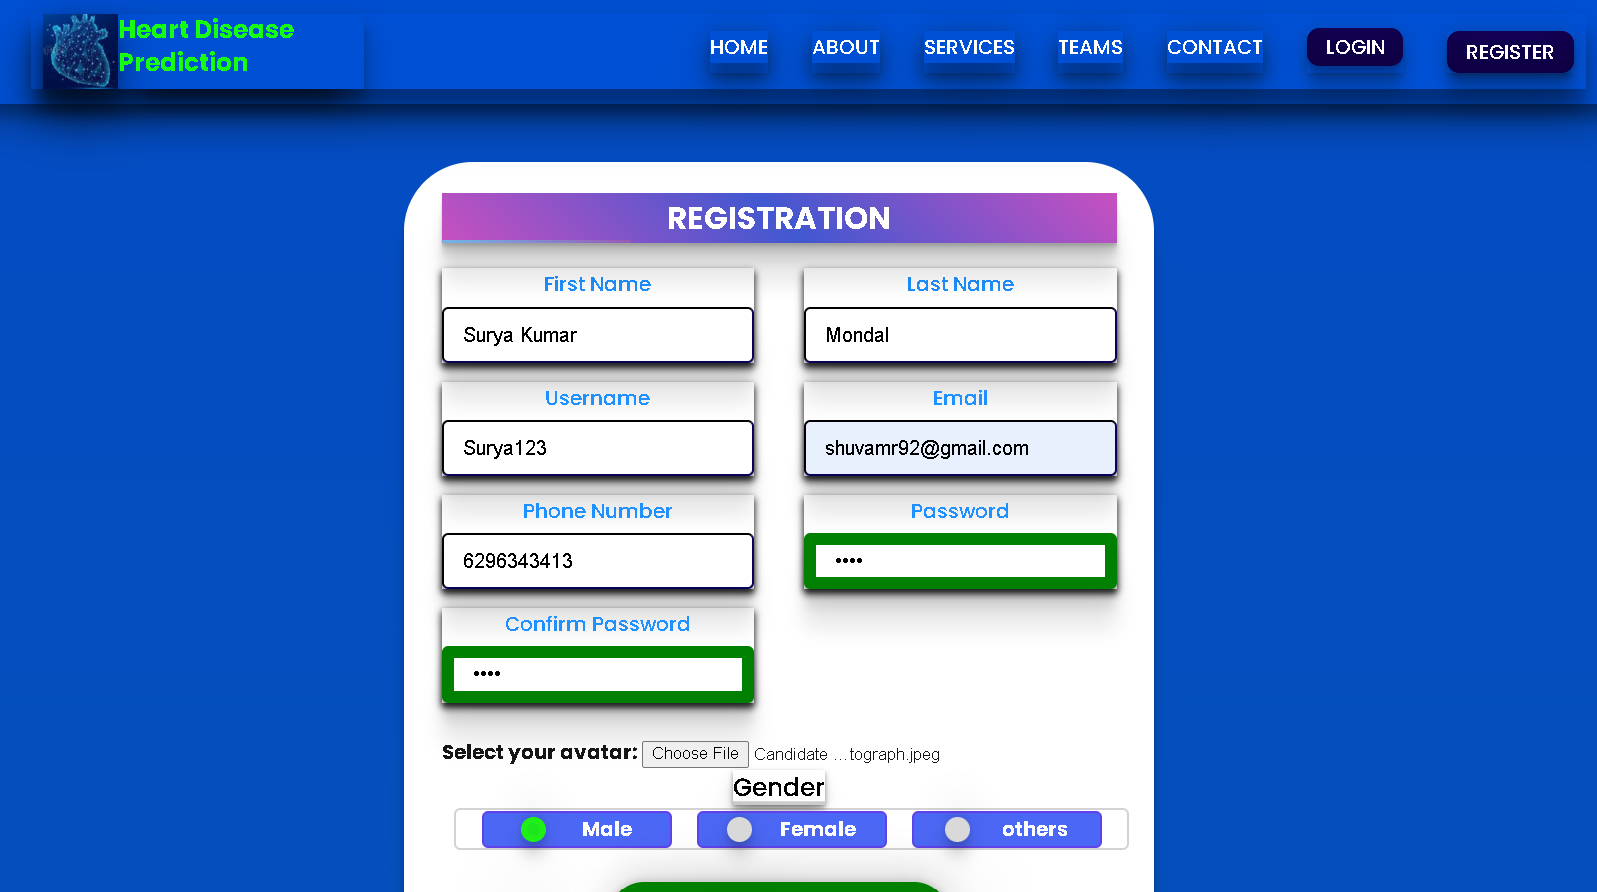 Heart Disease
Prediction
HOME ABOUT SERVICES TEAMS CONTACT LOGIN REGISTER
REGISTRATION
First Name Last Name
Surya Kumar Mondal
Username Email
Surya123 shuvamr92@gmail.com
Phone Number Password
6296343413 ••••
Confirm Password
••••
Select your avatar: Choose File Candidate ...tograph.jpeg
Gender
Male Female others